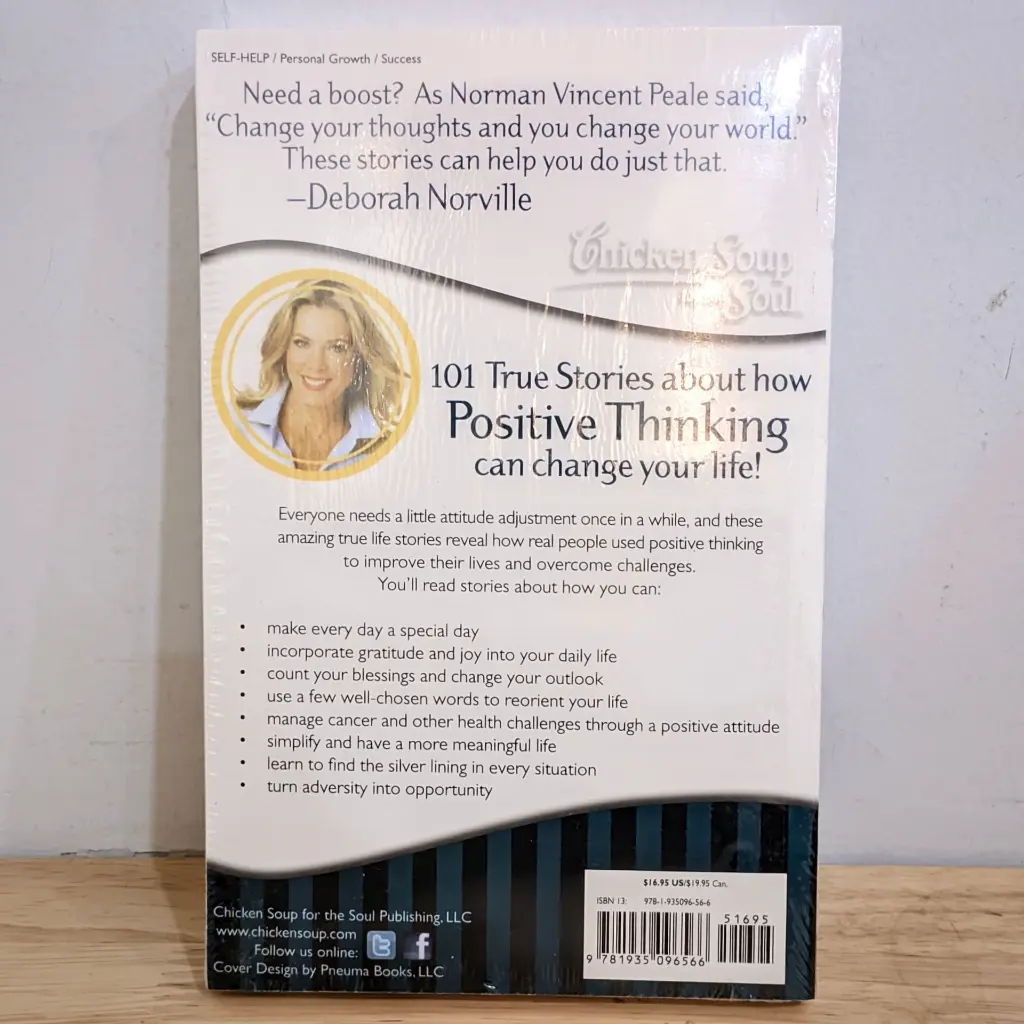 SELF-HELP / Personal Growth / Success
Need a boost? As Norman Vincent Peale said,
“Change your thoughts and you change your world.”
These stories can help you do just that.
—Deborah Norville
Chicken Soup
Soul
101 True Stories about how
Positive Thinking
can change your life!
Everyone needs a little attitude adjustment once in a while, and these
amazing true life stories reveal how real people used positive thinking
to improve their lives and overcome challenges.
You'll read stories about how you can:
• make every day a special day
• incorporate gratitude and joy into your daily life
• count your blessings and change your outlook
• use a few well-chosen words to reorient your life
• manage cancer and other health challenges through a positive attitude
• simplify and have a more meaningful life
• learn to find the silver lining in every situation
• turn adversity into opportunity
Chicken Soup for the Soul Publishing, LLC
www.chickensoup.com
Follow us online:
Cover Design by Pneuma Books, LLC
$16.95 US/$19.95 Can.
ISBN 13: 978-1-935096-56-6
51695
9 781935 096566